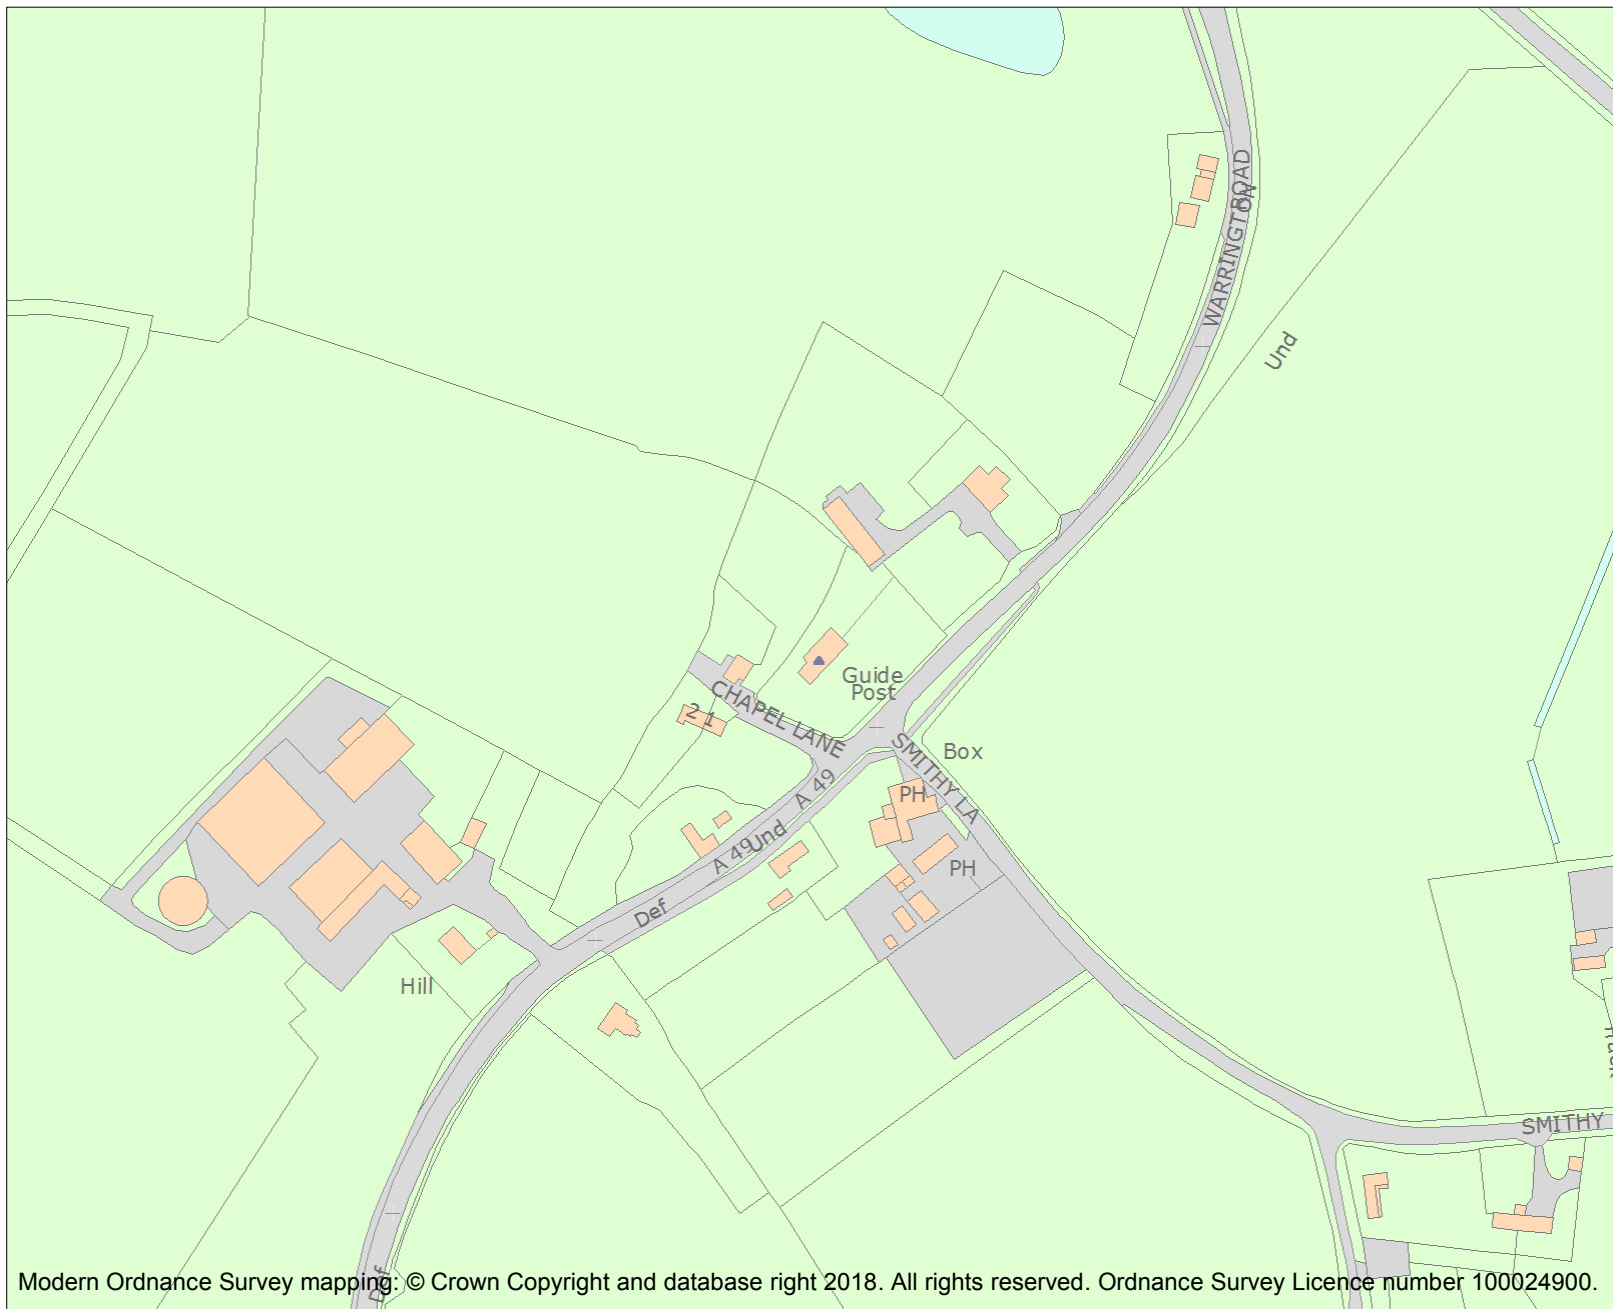 WARRINGTON
ROAD
Und
Guide
Post
CHAPEL LANE
2 1
Box
SMITHY LA
A 49
PH
Und
A 49
PH
Def
Hill
SMITHY
Def
Modern Ordnance Survey mapping: © Crown Copyright and database right 2018. All rights reserved. Ordnance Survey Licence number 100024900.